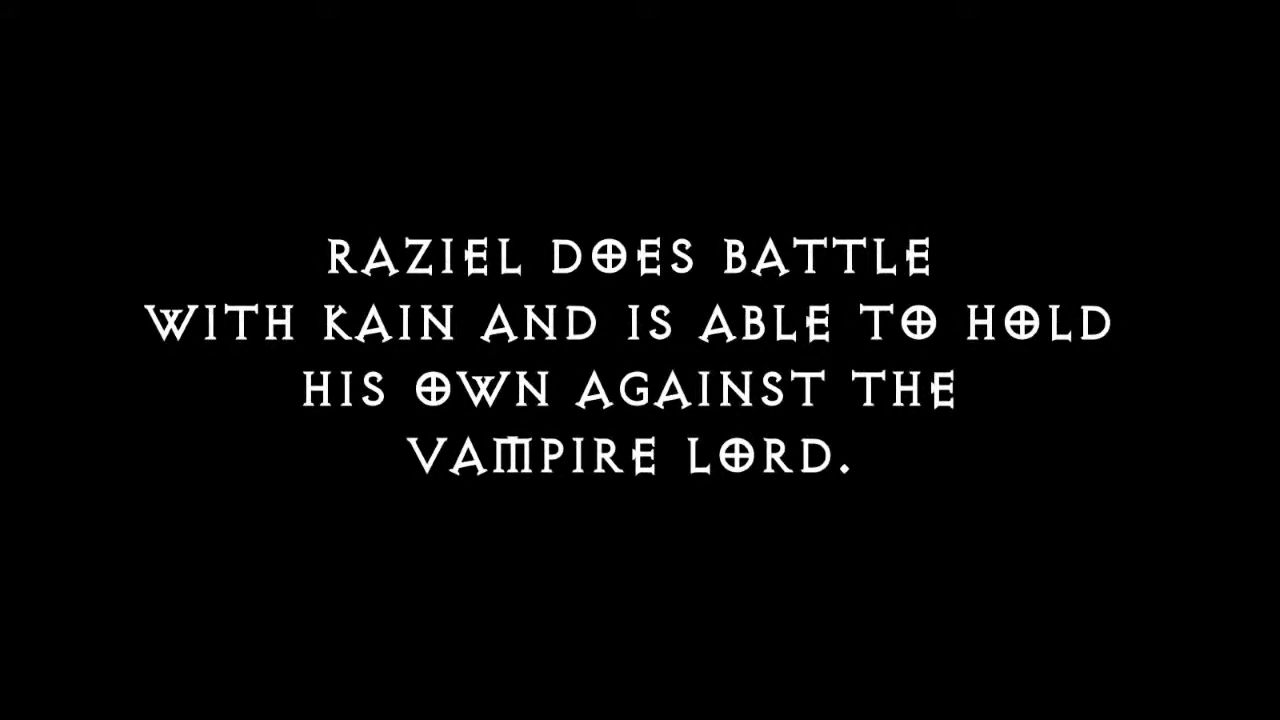 RAZIEL DOES BATTLE
WITH KAIN AND IS ABLE TO HOLD
HIS OWN AGAINST THE
VAMPIRE LORD.